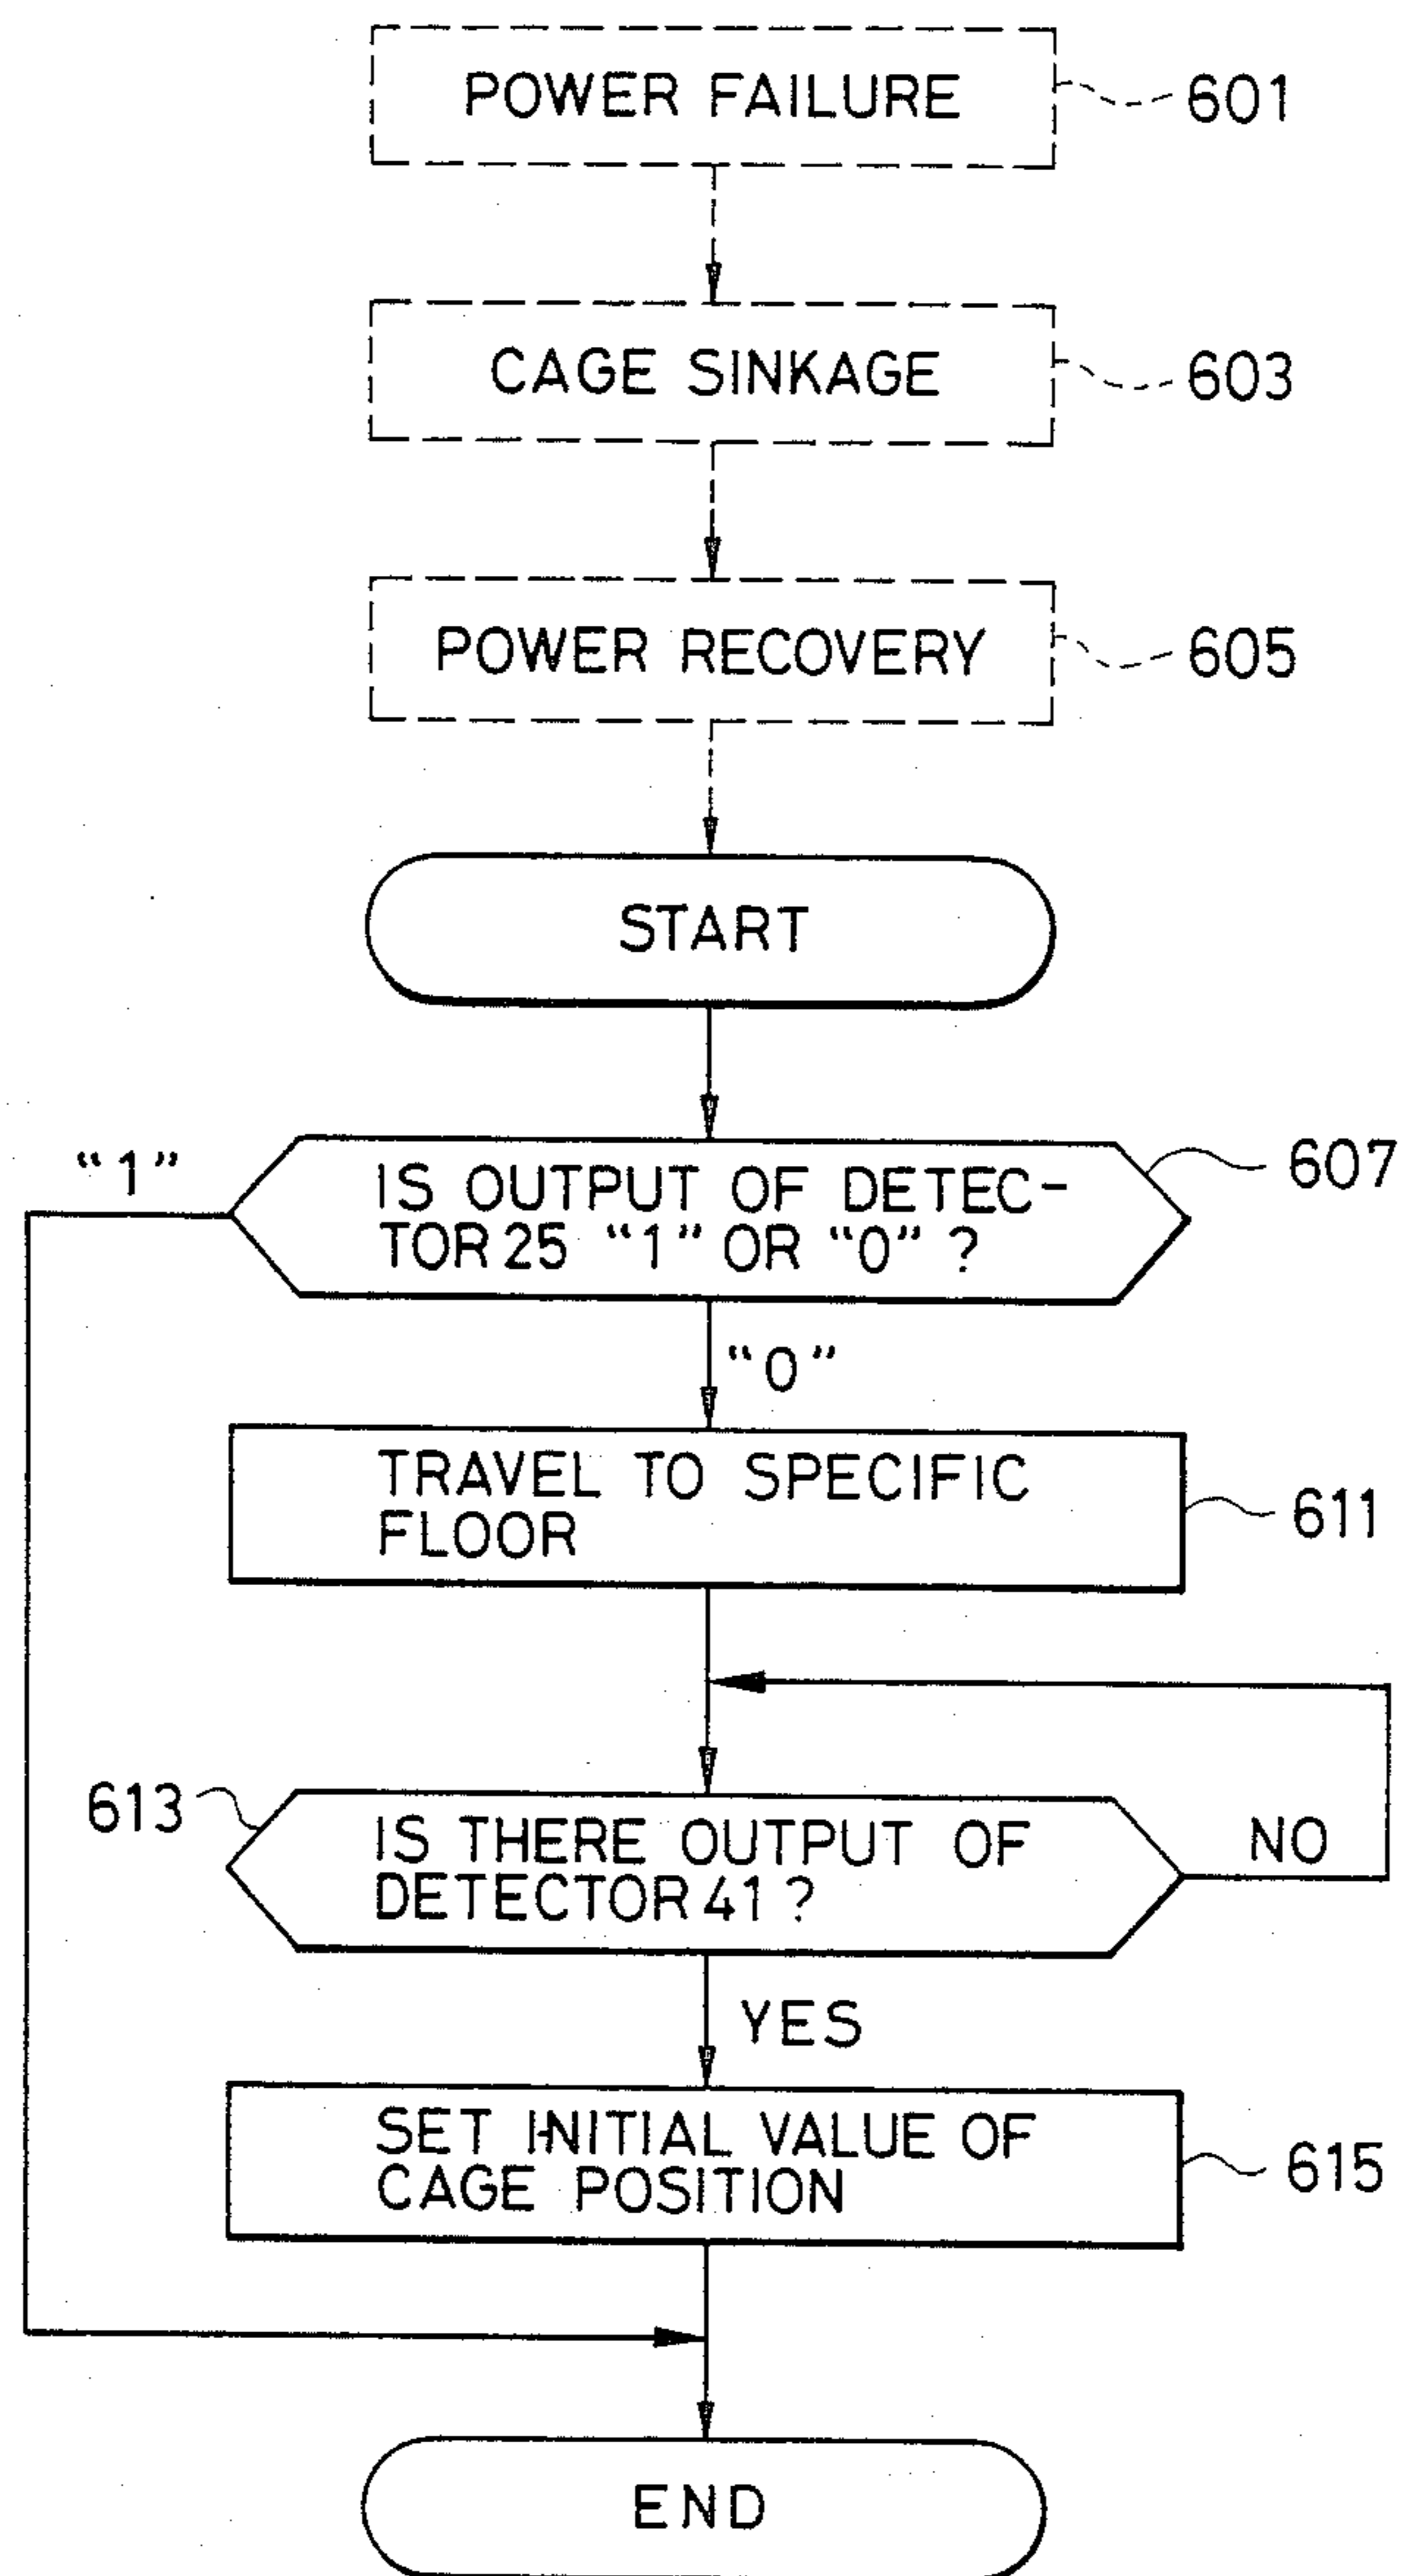 POWER FAILURE
601
CAGE SINKAGE
603
POWER RECOVERY
605
START
“1”
607
IS OUTPUT OF DETEC-
TOR 25 “1” OR “0” ?
“0”
TRAVEL TO SPECIFIC
FLOOR
611
613
IS THERE OUTPUT OF
DETECTOR 41 ?
NO
YES
SET INITIAL VALUE OF
CAGE POSITION
615
END